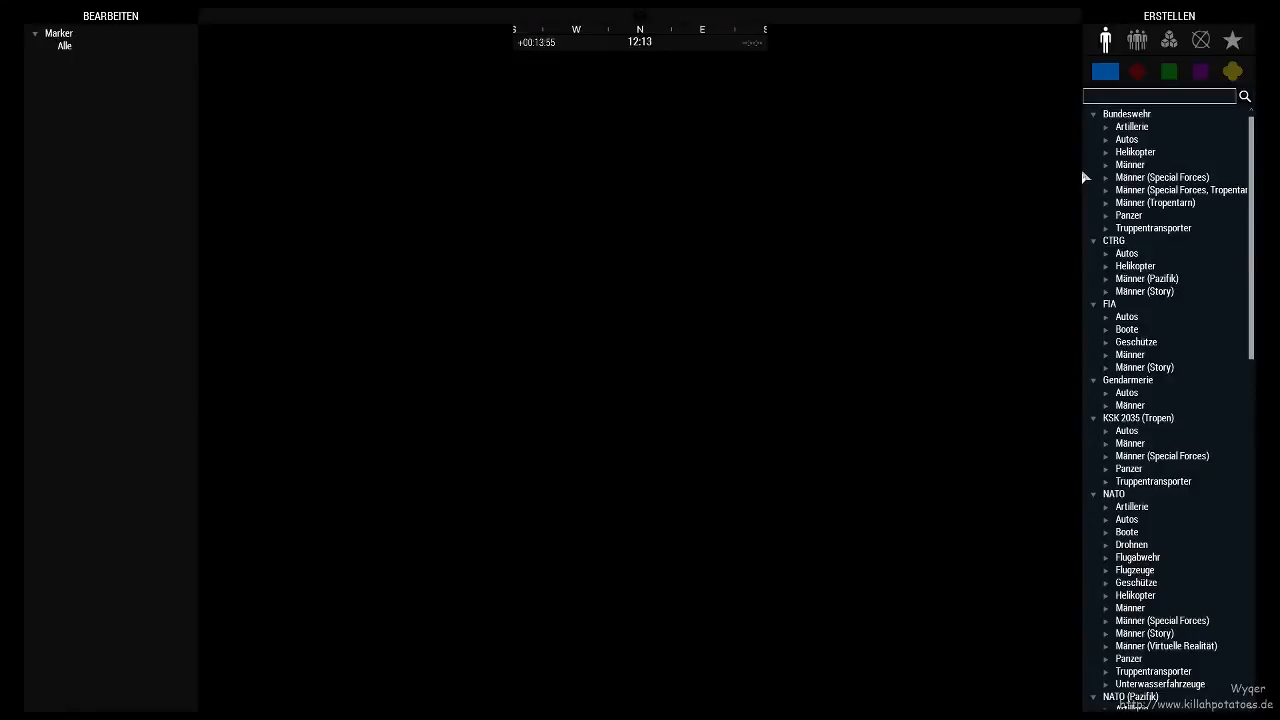 BEARBEITEN
Marker
Alle
S W N E S
+00:13:55 12:13 --:--:--
ERSTELLEN
Bundeswehr
Artillerie
Autos
Helikopter
Männer
Männer (Special Forces)
Männer (Special Forces, Tropentar
Männer (Tropentarn)
Panzer
Truppentransporter
CTRG
Autos
Helikopter
Männer (Pazifik)
Männer (Story)
FIA
Autos
Boote
Geschütze
Männer
Männer (Story)
Gendarmerie
Autos
Männer
KSK 2035 (Tropen)
Autos
Männer
Männer (Special Forces)
Panzer
Truppentransporter
NATO
Artillerie
Autos
Boote
Drohnen
Flugabwehr
Flugzeuge
Geschütze
Helikopter
Männer
Männer (Special Forces)
Männer (Story)
Männer (Virtuelle Realität)
Panzer
Truppentransporter
Unterwasserfahrzeuge
NATO (Pazifik)
Wyqer
http://www.killahpotatoes.de